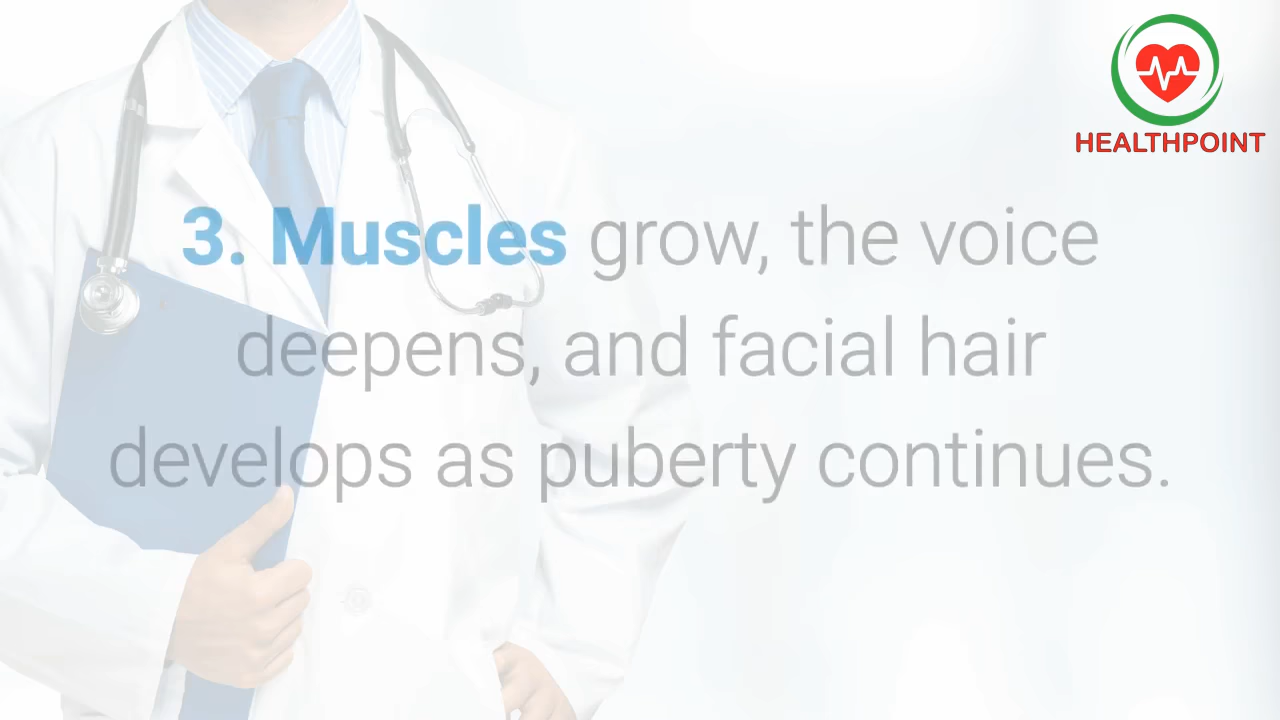 HEALTHPOINT
3. Muscles grow, the voice
deepens, and facial hair
develops as puberty continues.